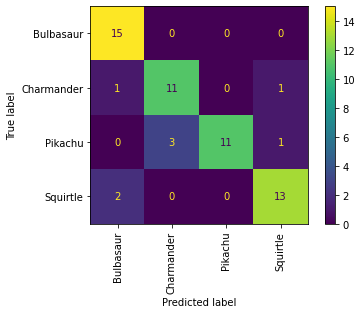 Bulbasaur 15 0 0 0
Charmander 1 11 0 1
Pikachu 0 3 11 1
Squirtle 2 0 0 13
True label
Bulbasaur
Charmander
Pikachu
Squirtle
Predicted label
14
12
10
8
6
4
2
0